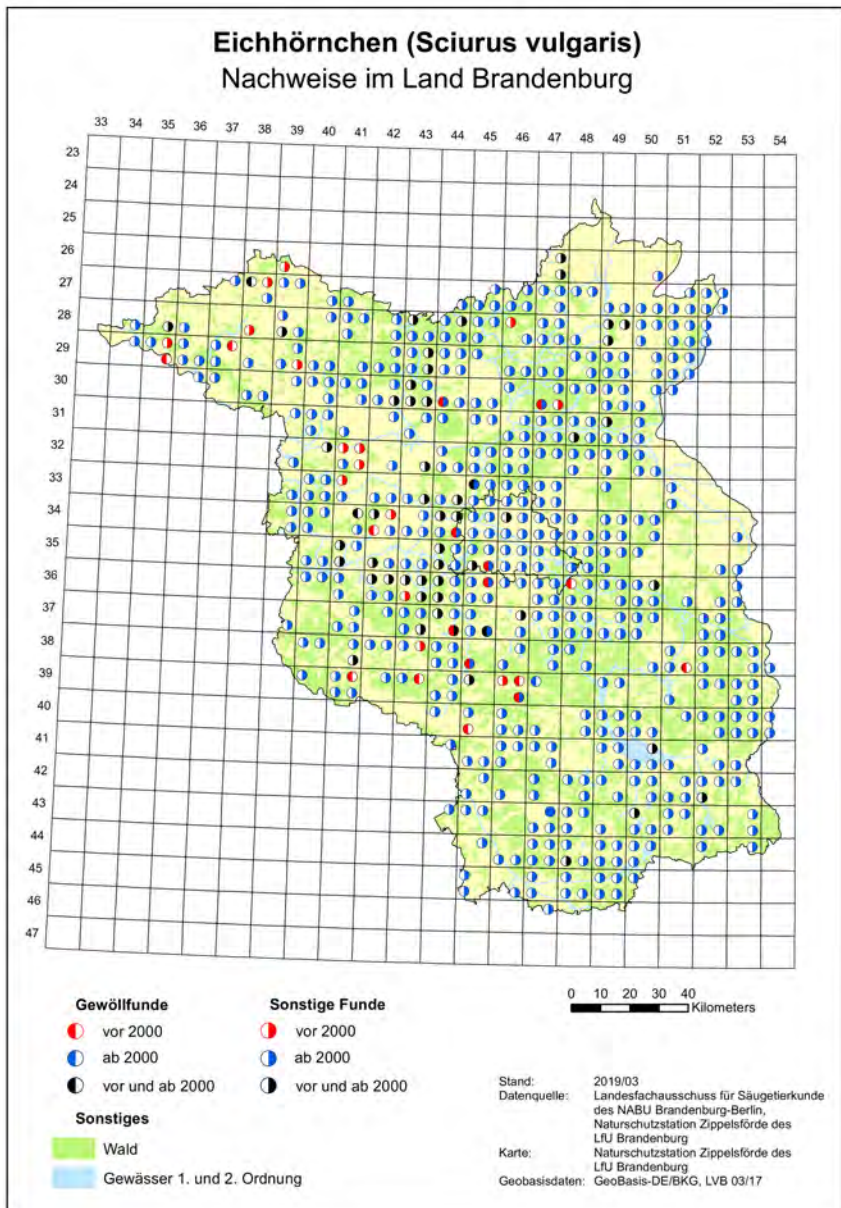 Eichhörnchen (Sciurus vulgaris)
Nachweise im Land Brandenburg
33 34 35 36 37 38 39 40 41 42 43 44 45 46 47 48 49 50 51 52 53 54
23
24
25
26
27
28
29
30
31
32
33
34
35
36
37
38
39
40
41
42
43
44
45
46
47
0 10 20 30 40
Kilometers
Gewöllfunde
vor 2000
ab 2000
vor und ab 2000
Sonstige Funde
vor 2000
ab 2000
vor und ab 2000
Sonstiges
Wald
Gewässer 1. und 2. Ordnung
Stand: 2019/03
Datenquelle: Landesfachausschuss für Säugetierkunde
des NABU Brandenburg-Berlin,
Naturschutzstation Zippelsförde des
LfU Brandenburg
Karte: Naturschutzstation Zippelsförde des
LfU Brandenburg
Geobasisdaten: GeoBasis-DE/BKG, LVB 03/17